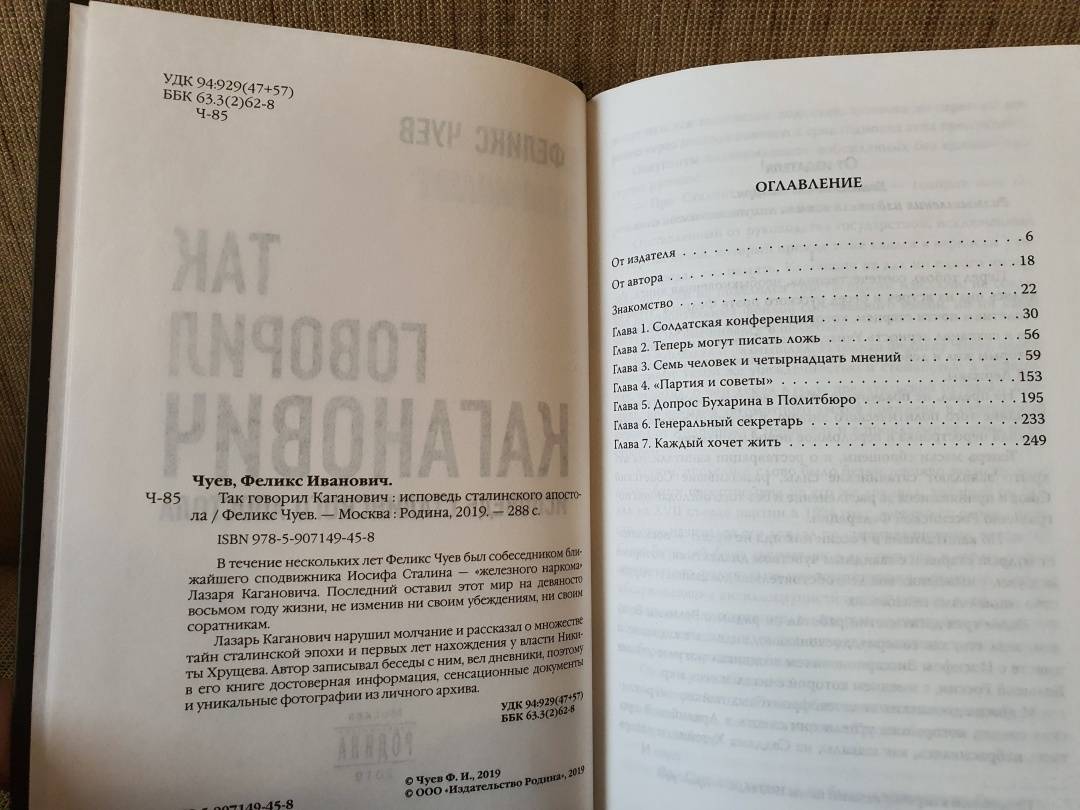 УДК 94:929(47+57)
ББК 63.3(2)62-8
Ч-85
Чуев, Феликс Иванович.
Ч-85 Так говорил Каганович : исповедь сталинского апосто-
ла / Феликс Чуев. — Москва : Родина, 2019. — 288 с.
ISBN 978-5-907149-45-8
В течение нескольких лет Феликс Чуев был собеседником бли-
жайшего сподвижника Иосифа Сталина — «железного наркома»
Лазаря Кагановича. Последний оставил этот мир на девяносто
восьмом году жизни, не изменив ни своим убеждениям, ни своим
соратникам.
Лазарь Каганович нарушил молчание и рассказал о множестве
тайн сталинской эпохи и первых лет нахождения у власти Ники-
ты Хрущева. Автор записывал беседы с ним, вел дневники, поэтому
в его книге достоверная информация, сенсационные документы
и уникальные фотографии из личного архива.
УДК 94:929(47+57)
ББК 63.3(2)62-8
© Чуев Ф. И., 2019
© ООО «Издательство Родина», 2019
5-907149-45-8
ОГЛАВЛЕНИЕ
От издателя . . . . . . . . . . . . . . . . . . . . . . . . . . . . . . 6
От автора . . . . . . . . . . . . . . . . . . . . . . . . . . . . . . 18
Знакомство . . . . . . . . . . . . . . . . . . . . . . . . . . . . . 22
Глава 1. Солдатская конференция . . . . . . . . . . . . . . . . . 30
Глава 2. Теперь могут писать ложь . . . . . . . . . . . . . . . . 56
Глава 3. Семь человек и четырнадцать мнений . . . . . . . . . . 59
Глава 4. «Партия и советы» . . . . . . . . . . . . . . . . . . . . 153
Глава 5. Допрос Бухарина в Политбюро . . . . . . . . . . . . . 195
Глава 6. Генеральный секретарь . . . . . . . . . . . . . . . . . 233
Глава 7. Каждый хочет жить . . . . . . . . . . . . . . . . . . . 249